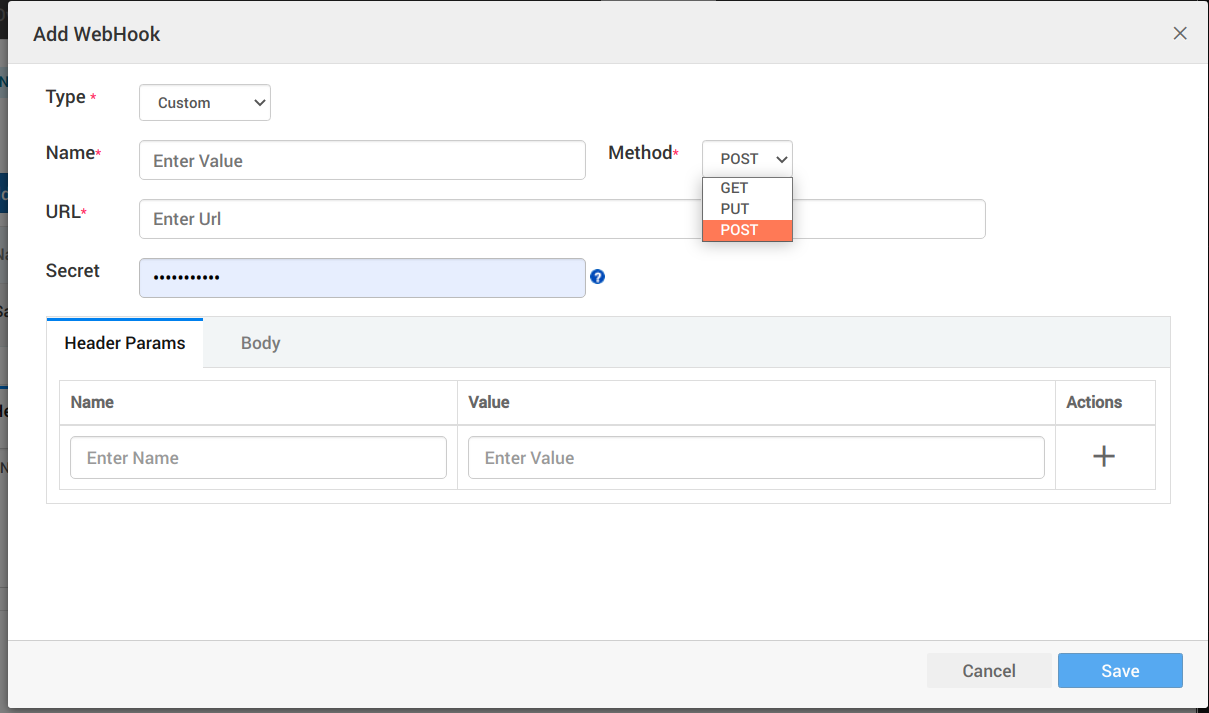 Add WebHook
Type *
Custom
Name*
Enter Value
Method*
POST
GET
PUT
POST
URL*
Enter Url
Secret
•••••••••••
?
Header Params
Body
Name
Value
Actions
Enter Name
Enter Value
Cancel
Save